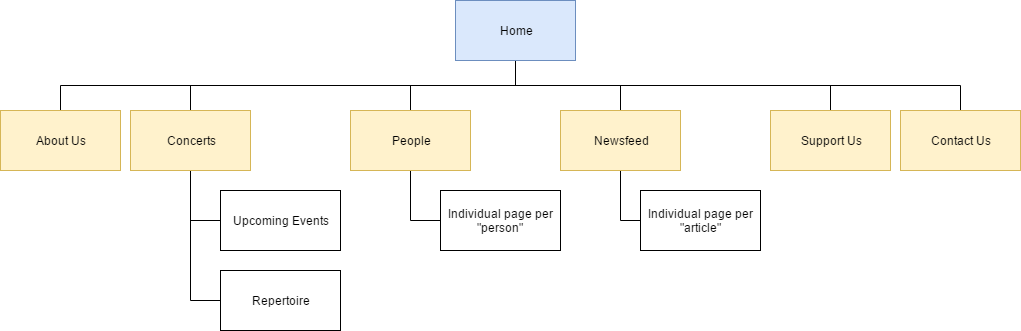 Home
About Us
Concerts
People
Newsfeed
Support Us
Contact Us
Upcoming Events
Individual page per
"person"
Individual page per
"article"
Repertoire